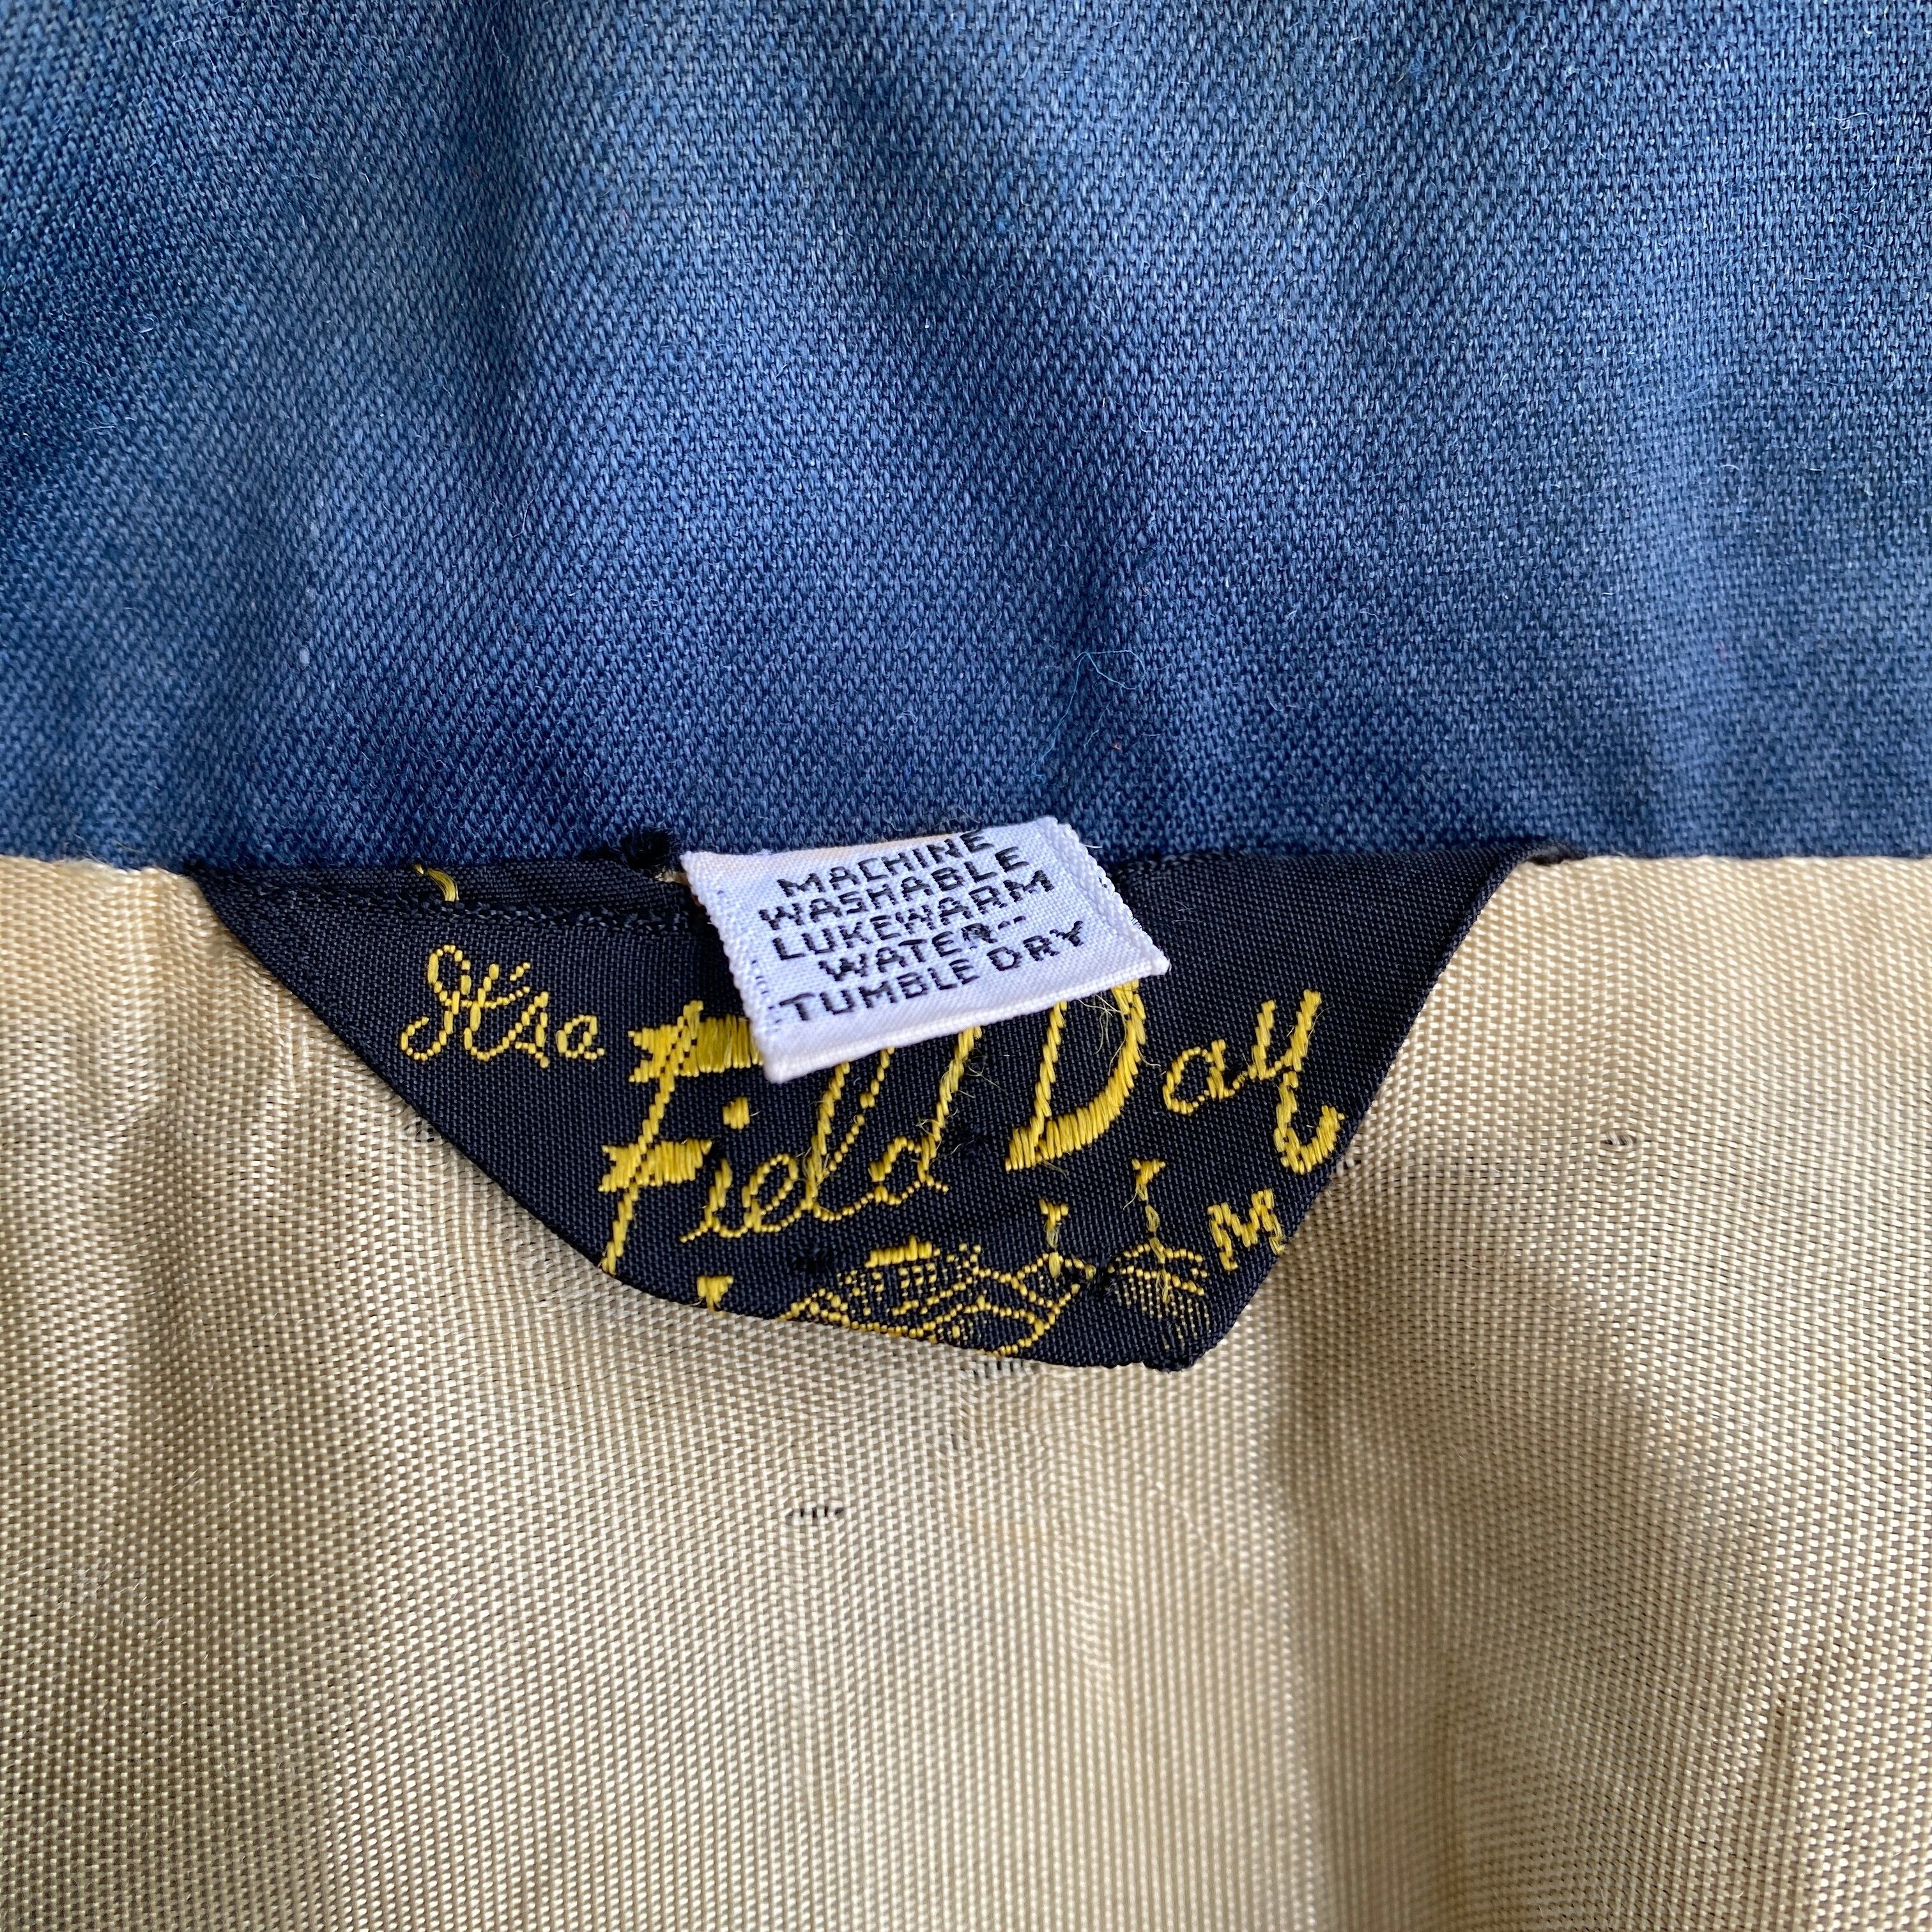 MACHINE
WASHABLE
LUKEWARM
WATER--
TUMBLE DRY
It's a
Field Day
M